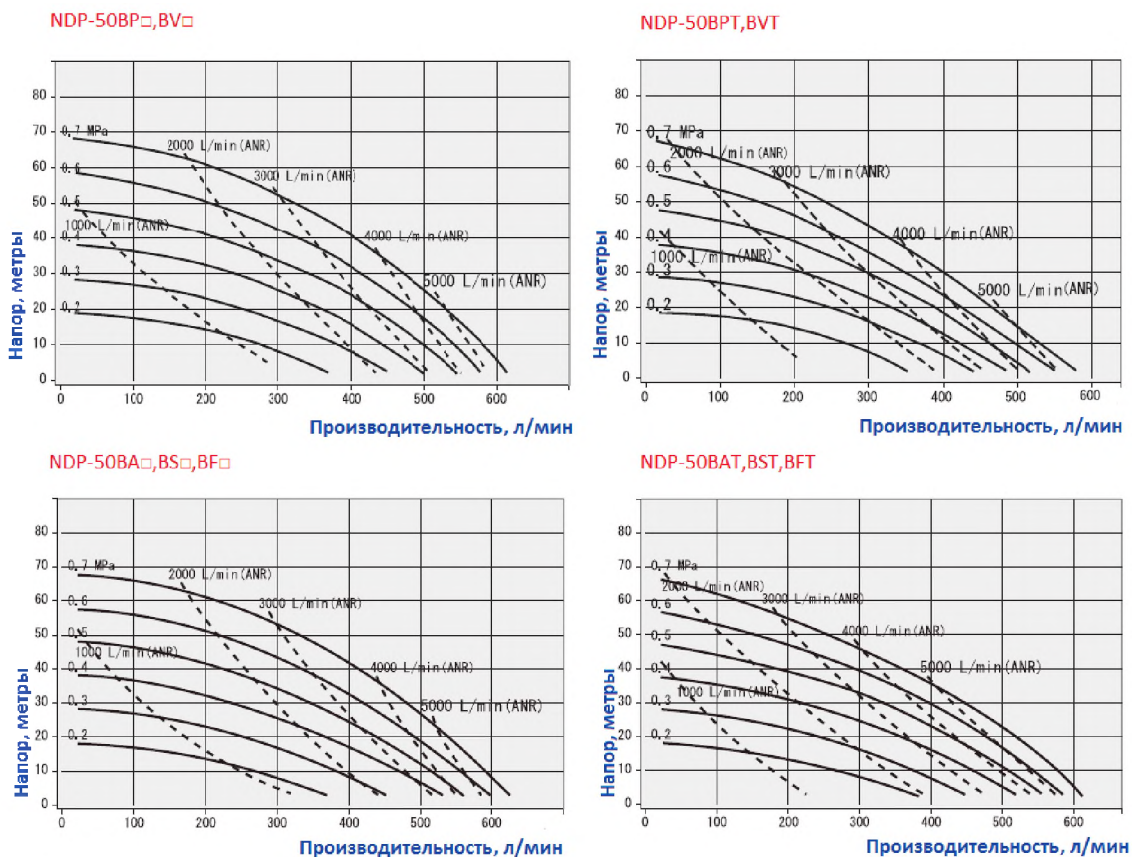 NDP-50BP□,BV□
80
70
60
50
40
30
20
10
0
0.7 MPa
0.6
0.5
0.4
0.3
0.2
1000 L/min(ANR)
2000 L/min(ANR)
3000 L/min(ANR)
4000 L/min(ANR)
5000 L/min(ANR)
0 100 200 300 400 500 600
Напор, метры
Производительность, л/мин
NDP-50BPT,BVT
80
70
60
50
40
30
20
10
0
0.7 MPa
0.6
0.5
0.4
0.3
0.2
1000 L/min(ANR)
2000 L/min(ANR)
3000 L/min(ANR)
4000 L/min(ANR)
5000 L/min(ANR)
0 100 200 300 400 500 600
Напор, метры
Производительность, л/мин
NDP-50BA□,BS□,BF□
80
70
60
50
40
30
20
10
0
0.7 MPa
0.6
0.5
0.4
0.3
0.2
1000 L/min(ANR)
2000 L/min(ANR)
3000 L/min(ANR)
4000 L/min(ANR)
5000 L/min(ANR)
0 100 200 300 400 500 600
Напор, метры
Производительность, л/мин
NDP-50BAT,BST,BFT
80
70
60
50
40
30
20
10
0
0.7 MPa
0.6
0.5
0.4
0.3
0.2
1000 L/min(ANR)
2000 L/min(ANR)
3000 L/min(ANR)
4000 L/min(ANR)
5000 L/min(ANR)
0 100 200 300 400 500 600
Напор, метры
Производительность, л/мин